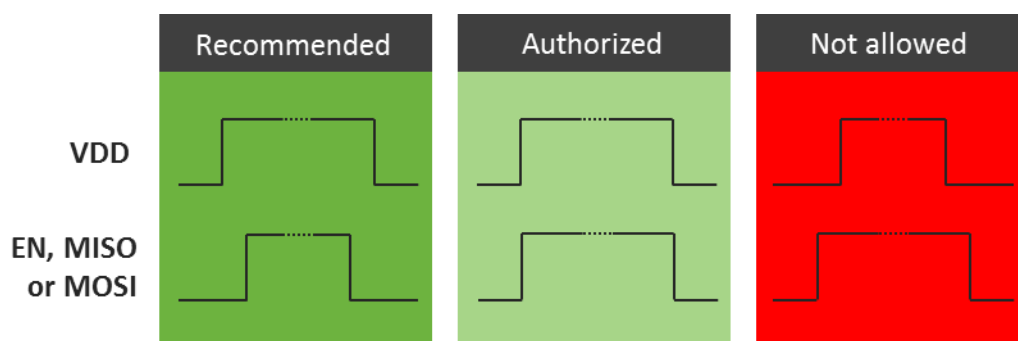 Recommended
Authorized
Not allowed
VDD
EN, MISO
or MOSI